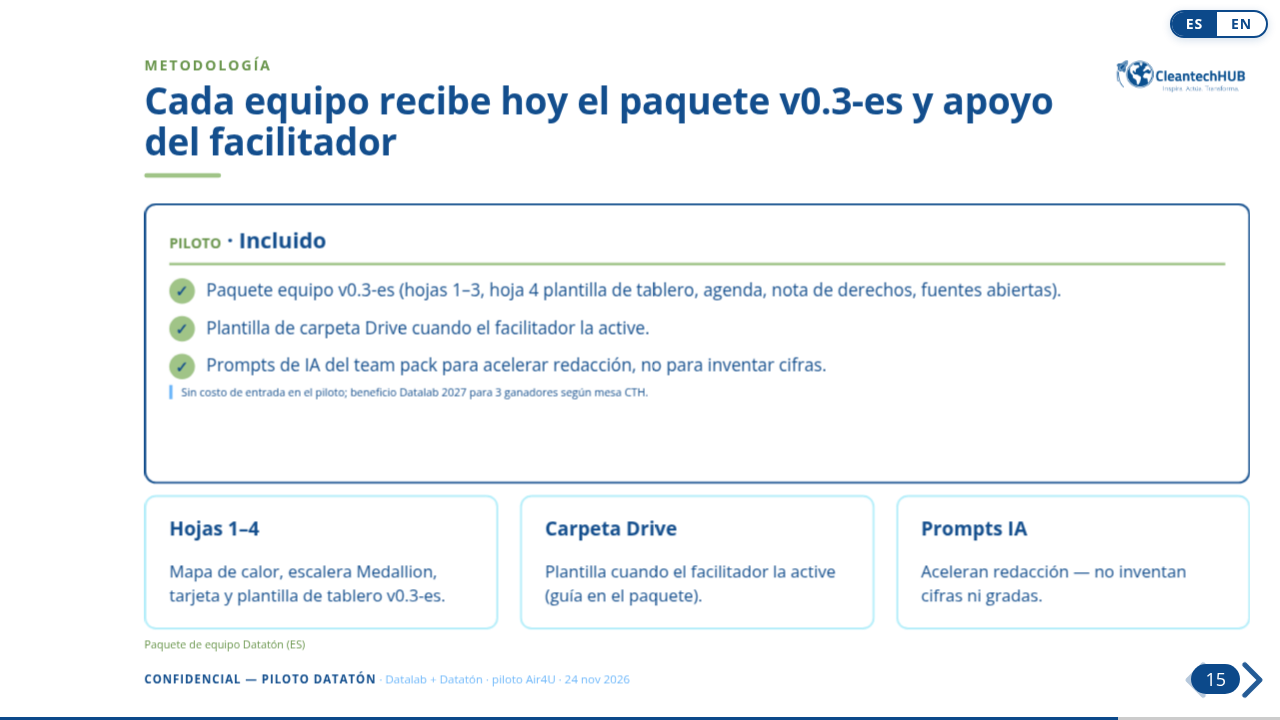 ES EN
METODOLOGÍA
CleantechHUB
Inspire. Actúa. Transforma.
Cada equipo recibe hoy el paquete v0.3-es y apoyo
del facilitador
PILOTO · Incluido
✓ Paquete equipo v0.3-es (hojas 1–3, hoja 4 plantilla de tablero, agenda, nota de derechos, fuentes abiertas).
✓ Plantilla de carpeta Drive cuando el facilitador la active.
✓ Prompts de IA del team pack para acelerar redacción, no para inventar cifras.
Sin costo de entrada en el piloto; beneficio Datalab 2027 para 3 ganadores según mesa CTH.
Hojas 1–4
Mapa de calor, escalera Medallion,
tarjeta y plantilla de tablero v0.3-es.
Carpeta Drive
Plantilla cuando el facilitador la active
(guía en el paquete).
Prompts IA
Aceleran redacción — no inventan
cifras ni gradas.
Paquete de equipo Datatón (ES)
CONFIDENCIAL — PILOTO DATATÓN · Datalab + Datatón · piloto Air4U · 24 nov 2026
15